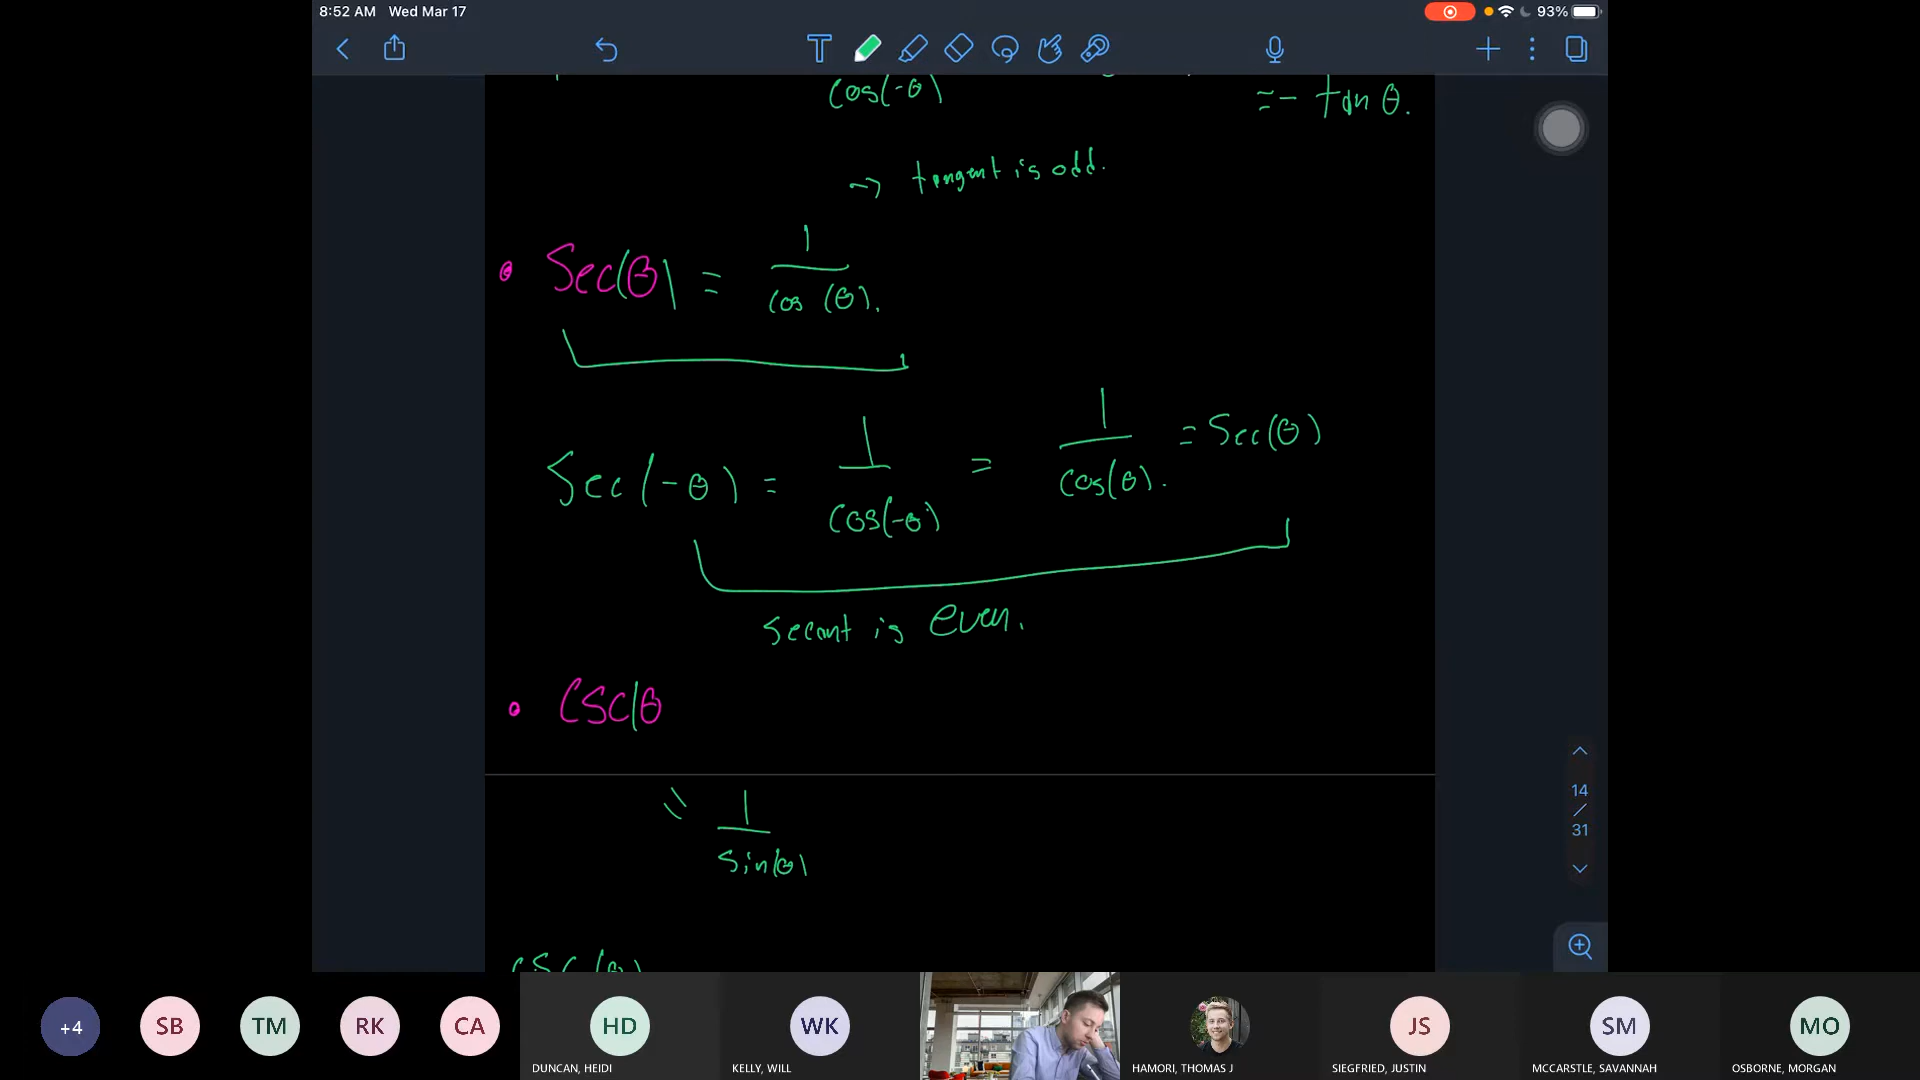 8:52 AM Wed Mar 17
93%
cos(-θ)
= - tan θ.
→ tangent is odd.
• Sec(θ) = 1 / cos (θ).
Sec(-θ) = 1 / cos(-θ) = 1 / cos(θ). = Sec(θ)
Secant is even.
• CSC(θ
= 1 / sin(θ)
CSC(θ)
14
/
31
+4
SB
TM
RK
CA
HD
WK
JS
SM
MO
DUNCAN, HEIDI
KELLY, WILL
HAMORI, THOMAS J
SIEGFRIED, JUSTIN
MCCARSTLE, SAVANNAH
OSBORNE, MORGAN